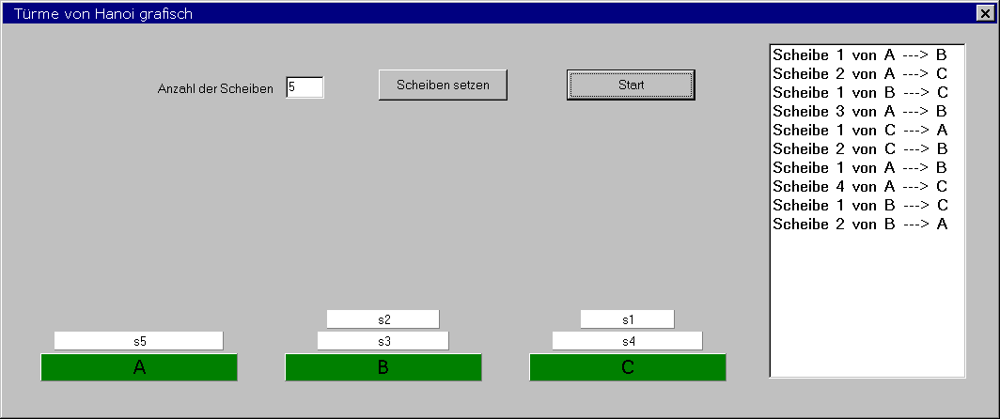 Türme von Hanoi grafisch
Anzahl der Scheiben 5 Scheiben setzen Start
Scheibe 1 von A ---> B
Scheibe 2 von A ---> C
Scheibe 1 von B ---> C
Scheibe 3 von A ---> B
Scheibe 1 von C ---> A
Scheibe 2 von C ---> B
Scheibe 1 von A ---> B
Scheibe 4 von A ---> C
Scheibe 1 von B ---> C
Scheibe 2 von B ---> A
s2 s1
s5 s3 s4
A B C